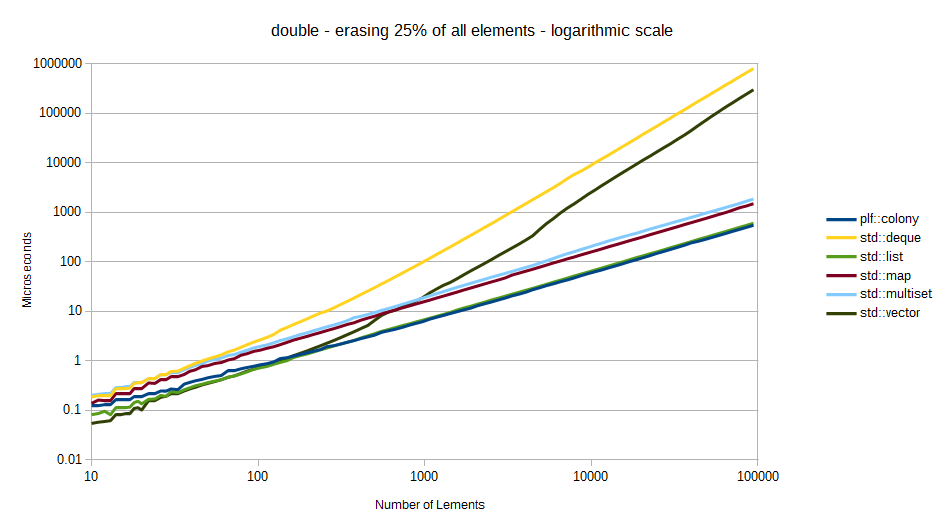 double - erasing 25% of all elements - logarithmic scale
1000000
100000
10000
1000
100
10
1
0.1
0.01
Micros econds
10 100 1000 10000 100000
Number of Lements
plf::colony
std::deque
std::list
std::map
std::multiset
std::vector